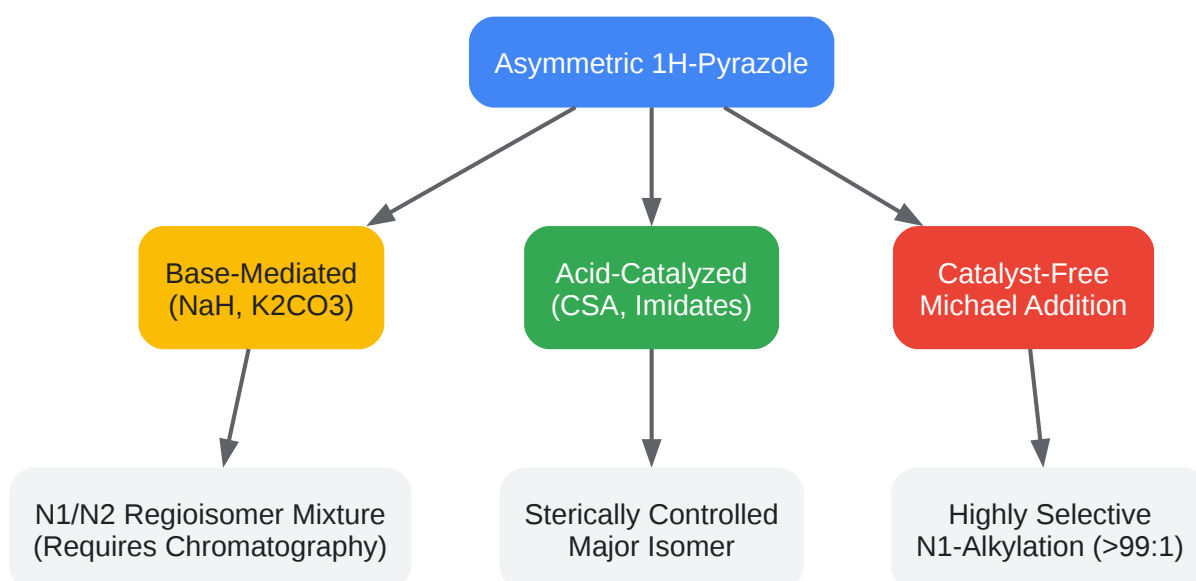 Asymmetric 1H-Pyrazole
Base-Mediated
(NaH, K2CO3)
Acid-Catalyzed
(CSA, Imidates)
Catalyst-Free
Michael Addition
N1/N2 Regioisomer Mixture
(Requires Chromatography)
Sterically Controlled
Major Isomer
Highly Selective
N1-Alkylation (>99:1)